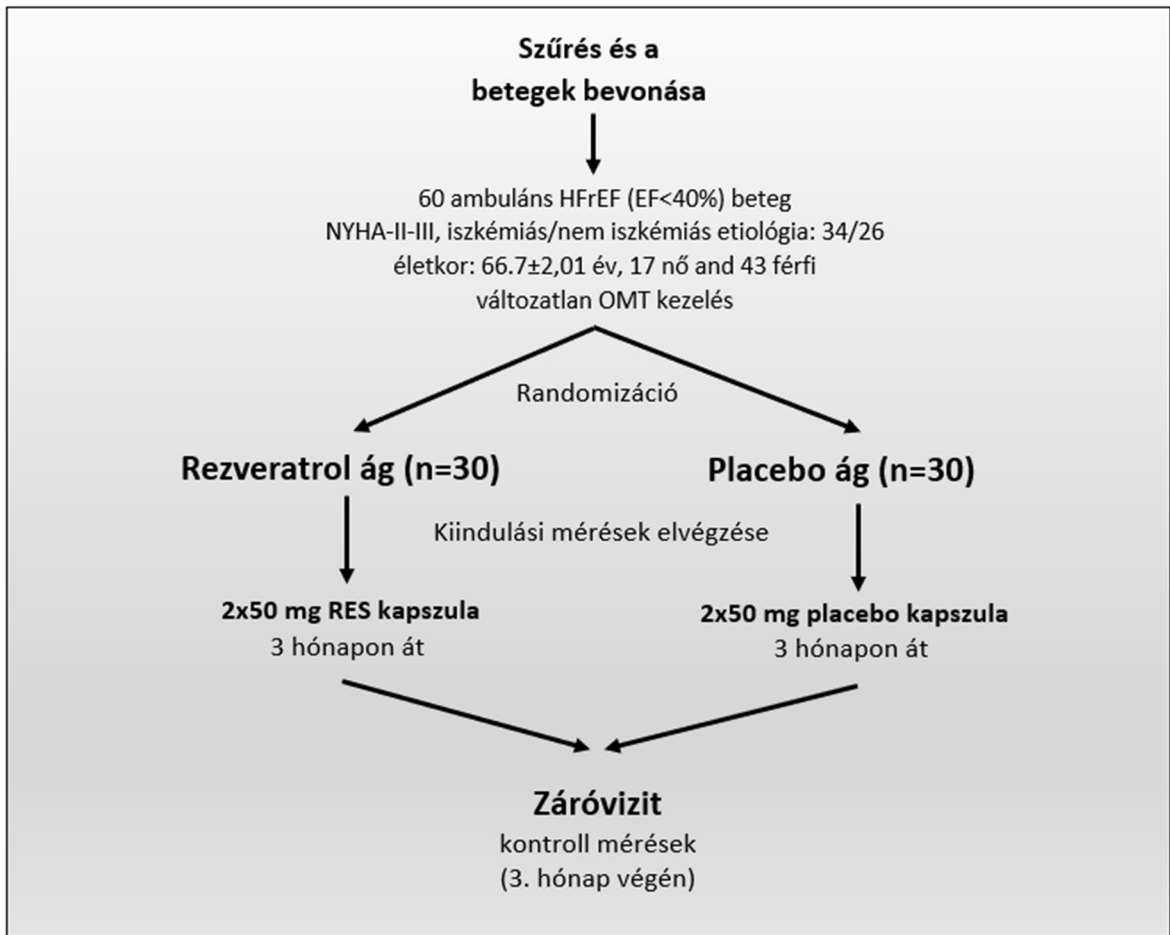 Szűrés és a
betegek bevonása
60 ambuláns HFrEF (EF<40%) beteg
NYHA-II-III, iszkémiás/nem iszkémiás etiológia: 34/26
életkor: 66.7±2,01 év, 17 nő and 43 férfi
változatlan OMT kezelés
Randomizáció
Rezveratrol ág (n=30)
Placebo ág (n=30)
Kiindulási mérések elvégzése
2x50 mg RES kapszula
3 hónapon át
2x50 mg placebo kapszula
3 hónapon át
Záróvizit
kontroll mérések
(3. hónap végén)